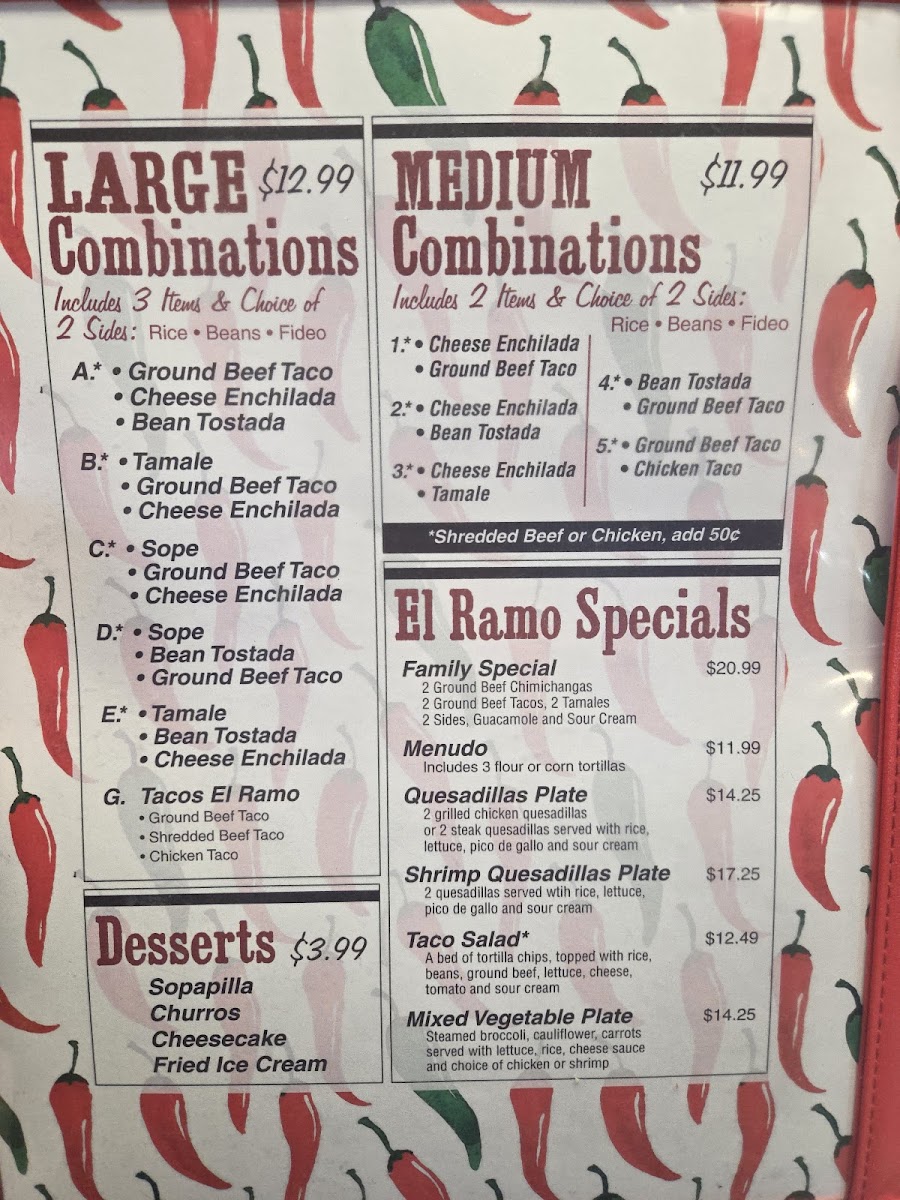 LARGE $12.99
Combinations
Includes 3 Items & Choice of
2 Sides: Rice • Beans • Fideo
A.* • Ground Beef Taco
• Cheese Enchilada
• Bean Tostada
B.* • Tamale
• Ground Beef Taco
• Cheese Enchilada
C.* • Sope
• Ground Beef Taco
• Cheese Enchilada
D.* • Sope
• Bean Tostada
• Ground Beef Taco
E.* • Tamale
• Bean Tostada
• Cheese Enchilada
G. Tacos El Ramo
• Ground Beef Taco
• Shredded Beef Taco
• Chicken Taco
Desserts $3.99
Sopapilla
Churros
Cheesecake
Fried Ice Cream
MEDIUM $11.99
Combinations
Includes 2 Items & Choice of 2 Sides:
Rice • Beans • Fideo
1.* • Cheese Enchilada
• Ground Beef Taco
2.* • Cheese Enchilada
• Bean Tostada
3.* • Cheese Enchilada
• Tamale
4.* • Bean Tostada
• Ground Beef Taco
5.* • Ground Beef Taco
• Chicken Taco
*Shredded Beef or Chicken, add 50¢
El Ramo Specials
Family Special $20.99
2 Ground Beef Chimichangas
2 Ground Beef Tacos, 2 Tamales
2 Sides, Guacamole and Sour Cream
Menudo $11.99
Includes 3 flour or corn tortillas
Quesadillas Plate $14.25
2 grilled chicken quesadillas
or 2 steak quesadillas served with rice,
lettuce, pico de gallo and sour cream
Shrimp Quesadillas Plate $17.25
2 quesadillas served wtih rice, lettuce,
pico de gallo and sour cream
Taco Salad* $12.49
A bed of tortilla chips, topped with rice,
beans, ground beef, lettuce, cheese,
tomato and sour cream
Mixed Vegetable Plate $14.25
Steamed broccoli, cauliflower, carrots
served with lettuce, rice, cheese sauce
and choice of chicken or shrimp